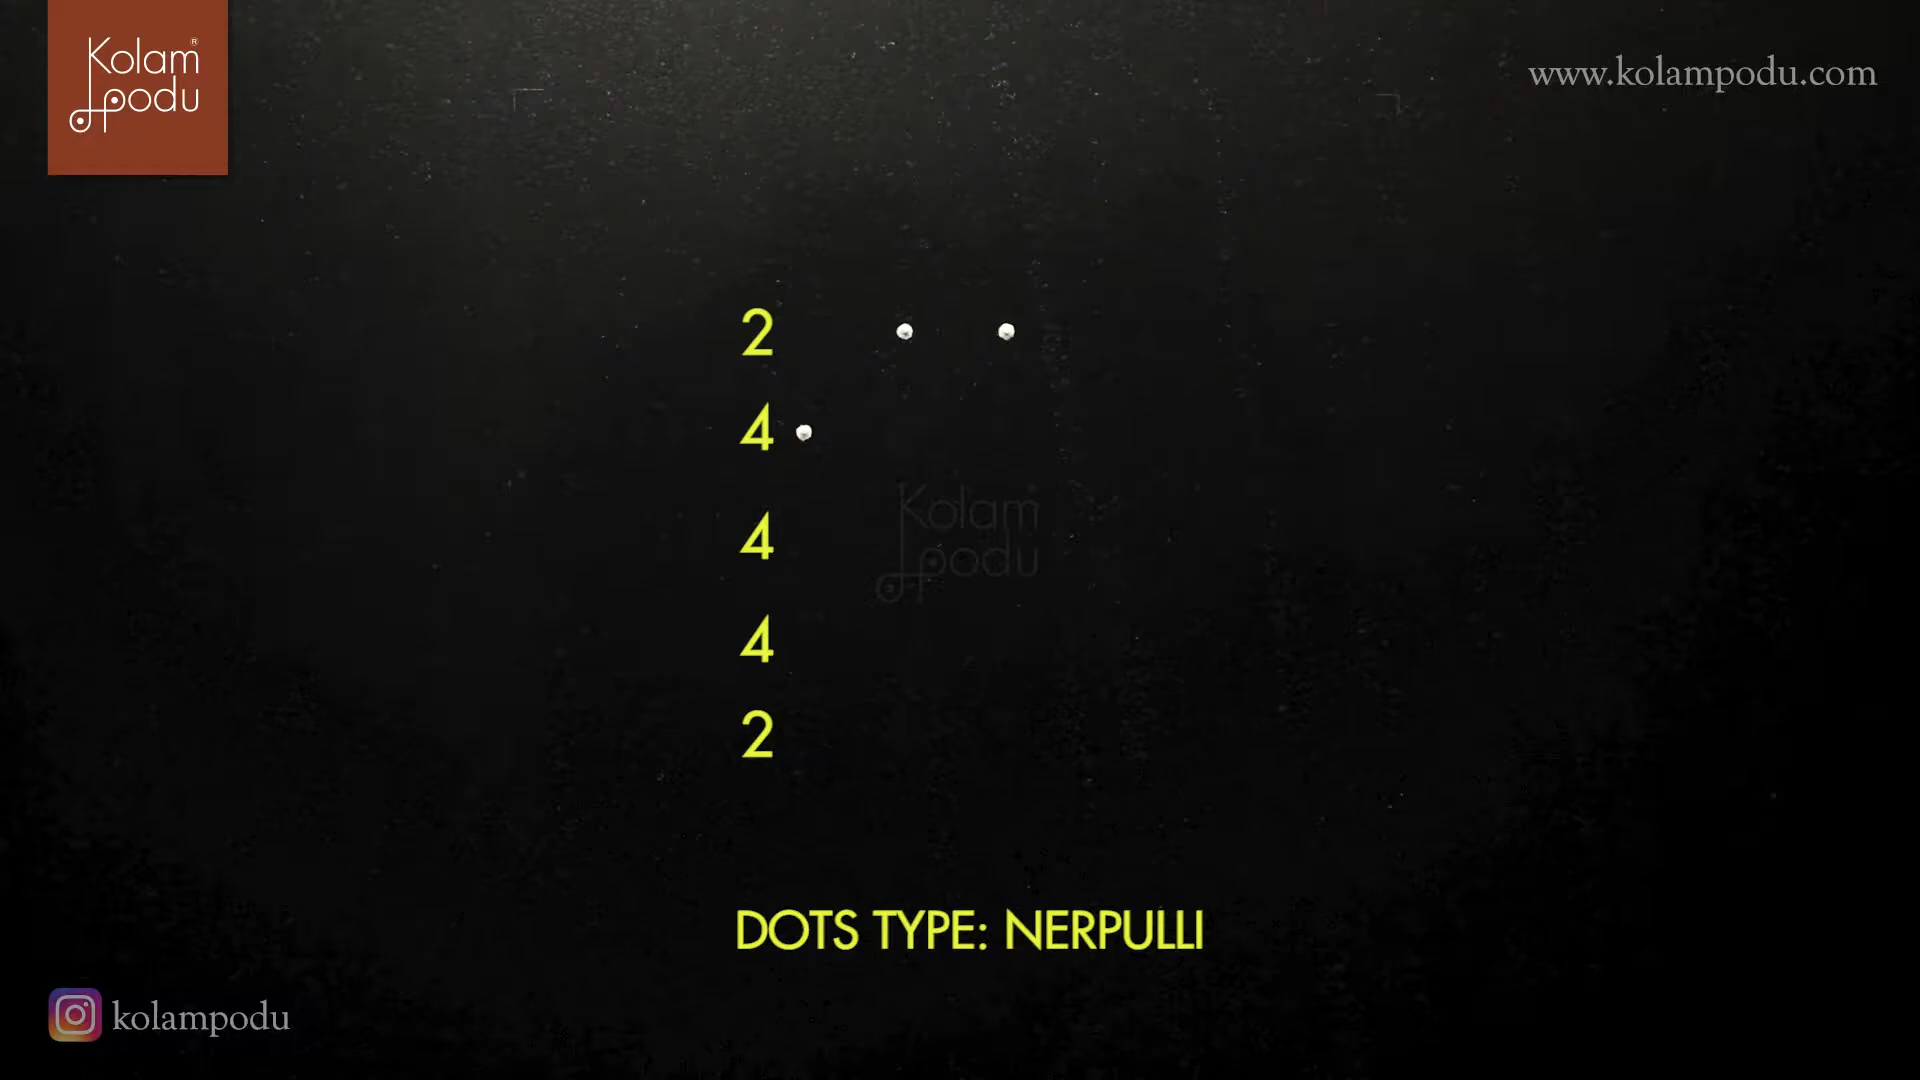 Kolam®
podu
www.kolampodu.com
2
4
Kolam
podu
4
4
2
DOTS TYPE: NERPULLI
kolampodu